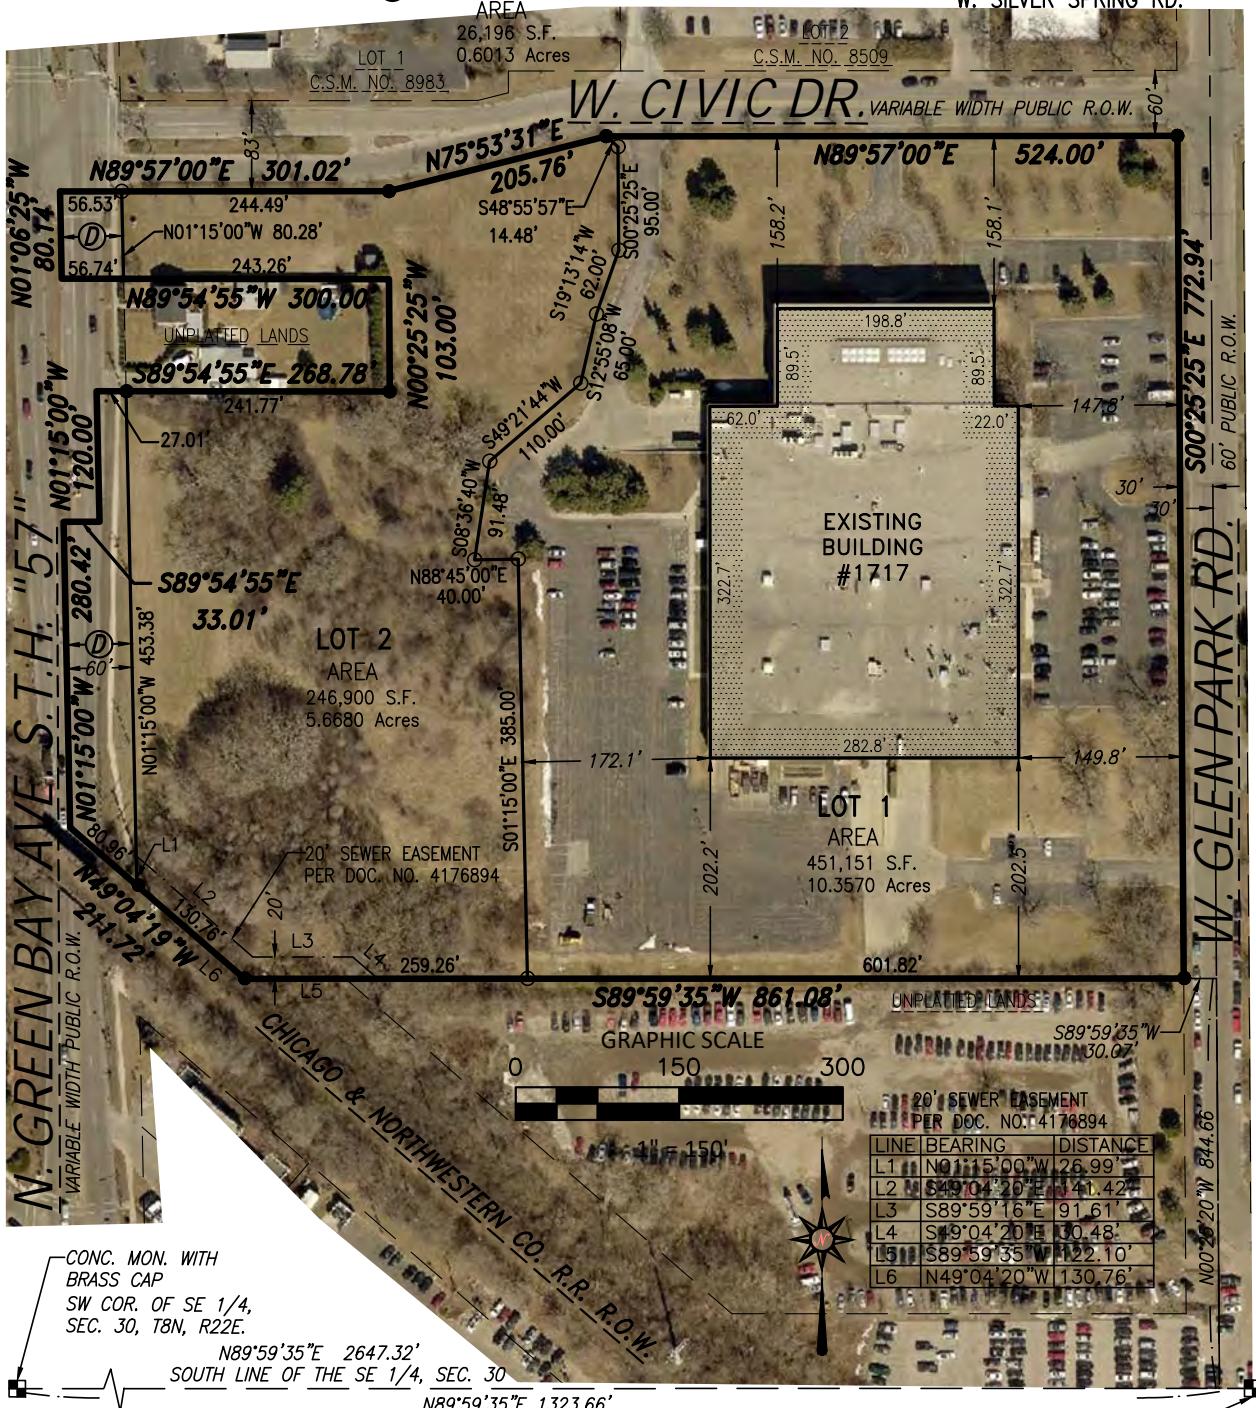 W. SILVER SPRING RD.
AREA
26,196 S.F.
0.6013 Acres
LOT 1
C.S.M. NO. 8983
LOT 2
C.S.M. NO. 8509
W. CIVIC DR.
VARIABLE WIDTH PUBLIC R.O.W.
60'
83'
N89°57'00"E 301.02'
N75°53'31"E
205.76'
N89°57'00"E 524.00'
N01°06'25"W
80.14'
56.53'
244.49'
D
N01°15'00"W 80.28'
56.74'
243.26'
N89°54'55"W 300.00'
UNPLATTED LANDS
S89°54'55"E 268.78
241.77'
27.01'
N00°25'25"W
103.00'
S48°55'57"E
14.48'
S00°25'25"E
95.00'
S19°13'14"W
62.00'
S12°55'08"W
65.00'
S49°21'44"W
110.00'
S08°36'40"W
91.48'
N88°45'00"E
40.00'
158.2'
158.1'
198.8'
89.5'
89.5'
62.0'
22.0'
147.8'
S00°25'25"E 772.94'
60' PUBLIC R.O.W.
30'
30'
EXISTING
BUILDING
#1717
322.7'
322.7'
282.8'
172.1'
149.8'
202.2'
202.5'
N01°15'00"W
120.00'
S89°54'55"E
33.01'
N01°15'00"W 280.42'
D
60'
N01°15'00"W 453.38'
LOT 2
AREA
246,900 S.F.
5.6680 Acres
S01°15'00"E 385.00'
LOT 1
AREA
451,151 S.F.
10.3570 Acres
W. GLEN PARK RD.
N. GREEN BAY AVE S.T.H. "57"
VARIABLE WIDTH PUBLIC R.O.W.
80.96'
L1
L2
130.76'
20' SEWER EASEMENT
PER DOC. NO. 4176894
20'
L3
L4
L5
L6
N49°04'19"W
211.72'
259.26'
601.82'
S89°59'35"W 861.08'
UNPLATTED LANDS
S89°59'35"W
30.07'
CHICAGO & NORTHWESTERN CO. R.R. R.O.W.
GRAPHIC SCALE
0 150 300
1" = 150'
20' SEWER EASEMENT
PER DOC. NO. 4176894
LINE BEARING DISTANCE
L1 N01°15'00"W 26.99'
L2 S49°04'20"E 141.42'
L3 S89°59'16"E 91.61'
L4 S49°04'20"E 30.48'
L5 S89°59'35"W 122.10'
L6 N49°04'20"W 130.76'
N
N00°26'20"W 844.66
CONC. MON. WITH
BRASS CAP
SW COR. OF SE 1/4,
SEC. 30, T8N, R22E.
N89°59'35"E 2647.32'
SOUTH LINE OF THE SE 1/4, SEC. 30
N89°59'35"E 1323.66'